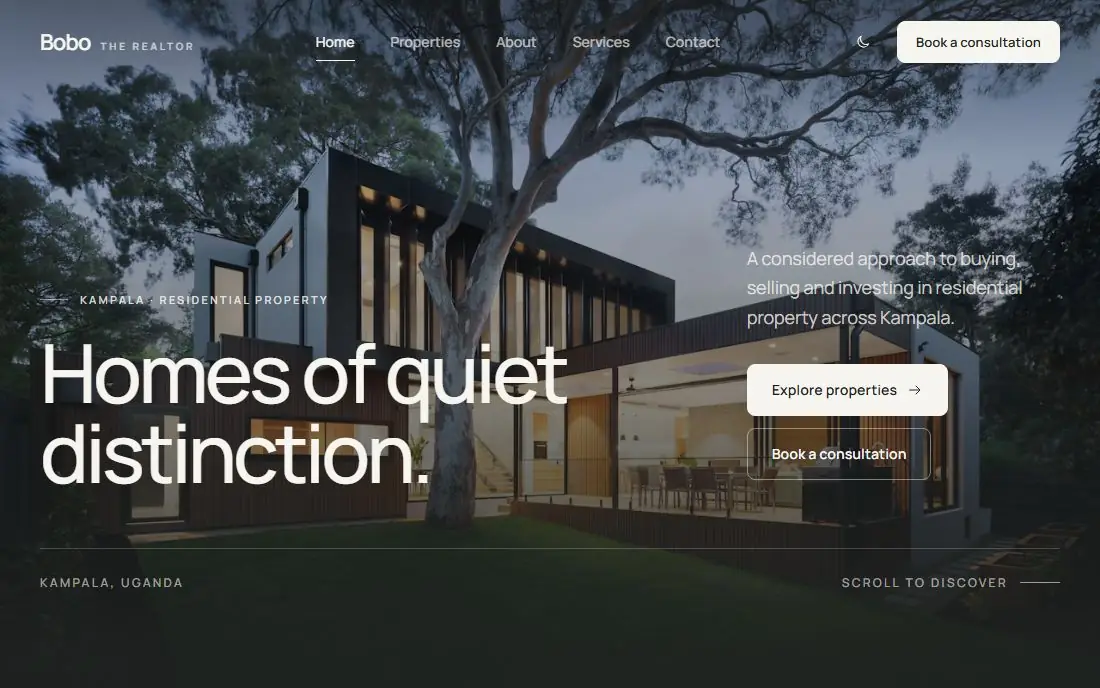 Bobo THE REALTOR
Home
Properties
About
Services
Contact
Book a consultation
KAMPALA · RESIDENTIAL PROPERTY
Homes of quiet
distinction.
A considered approach to buying,
selling and investing in residential
property across Kampala.
Explore properties →
Book a consultation
KAMPALA, UGANDA
SCROLL TO DISCOVER